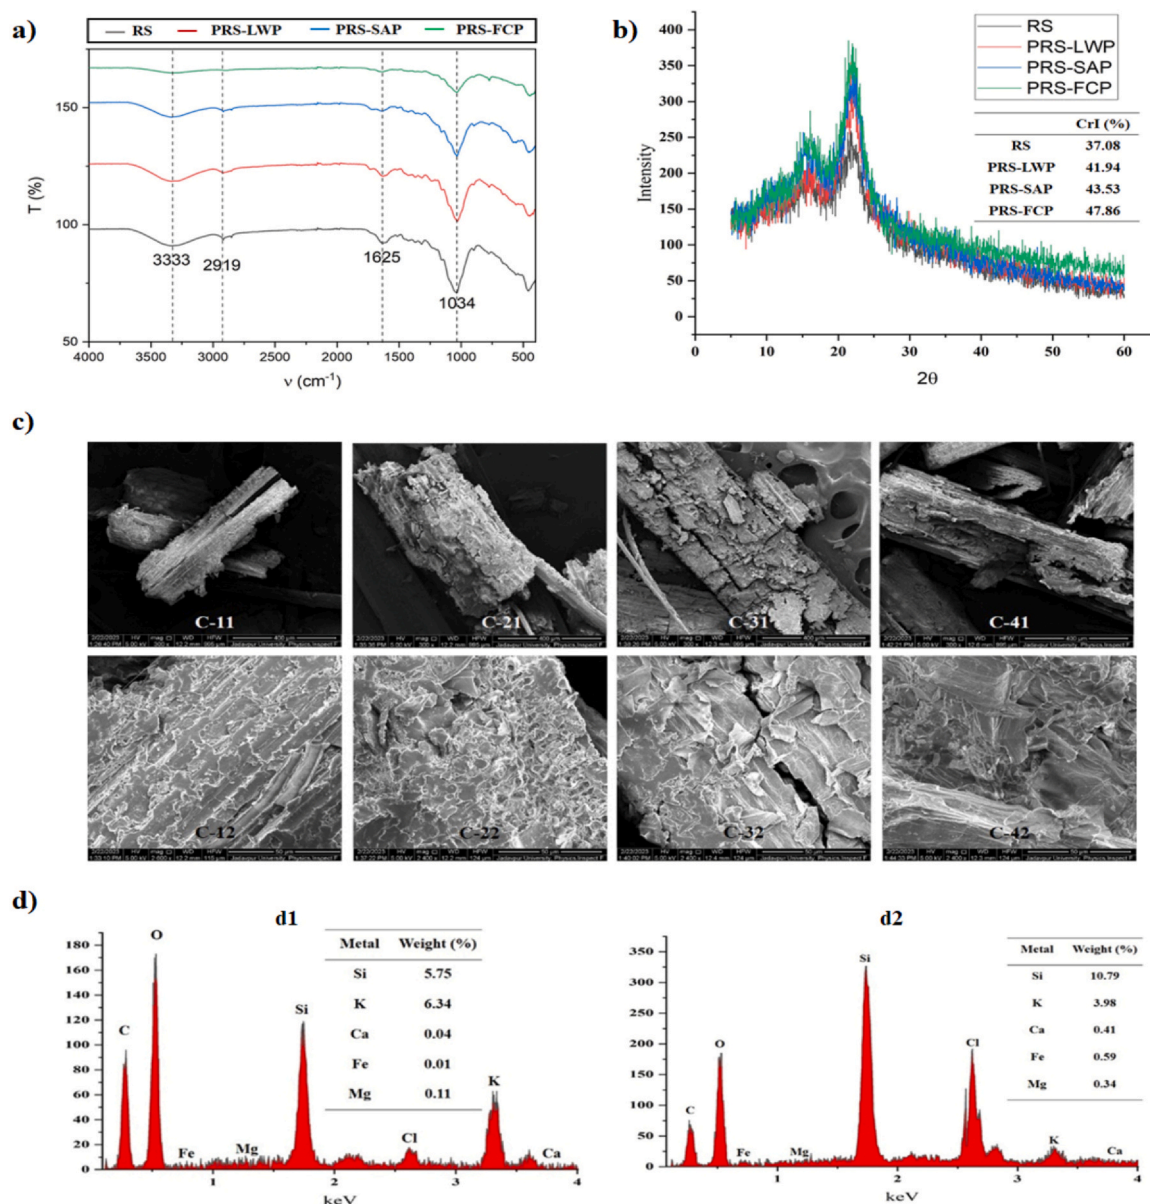 a)
RS PRS-LWP PRS-SAP PRS-FCP
T (%)
150
100
50
3333
2919
1625
1034
4000 3500 3000 2500 2000 1500 1000 500
ν (cm⁻¹)
b)
RS
PRS-LWP
PRS-SAP
PRS-FCP
CrI (%)
RS 37.08
PRS-LWP 41.94
PRS-SAP 43.53
PRS-FCP 47.86
Intensity
400
350
300
250
200
150
100
50
0
0 10 20 30 40 50 60
2θ
c)
C-11
C-21
C-31
C-41
C-12
C-22
C-32
C-42
d)
d1
Metal Weight (%)
Si 5.75
K 6.34
Ca 0.04
Fe 0.01
Mg 0.11
180
160
140
120
100
80
60
40
20
0
C
O
Fe
Mg
Si
Cl
K
Ca
1 2 3 4
keV
d2
Metal Weight (%)
Si 10.79
K 3.98
Ca 0.41
Fe 0.59
Mg 0.34
350
300
250
200
150
100
50
0
C
O
Fe
Mg
Si
Cl
K
Ca
1 2 3 4
keV